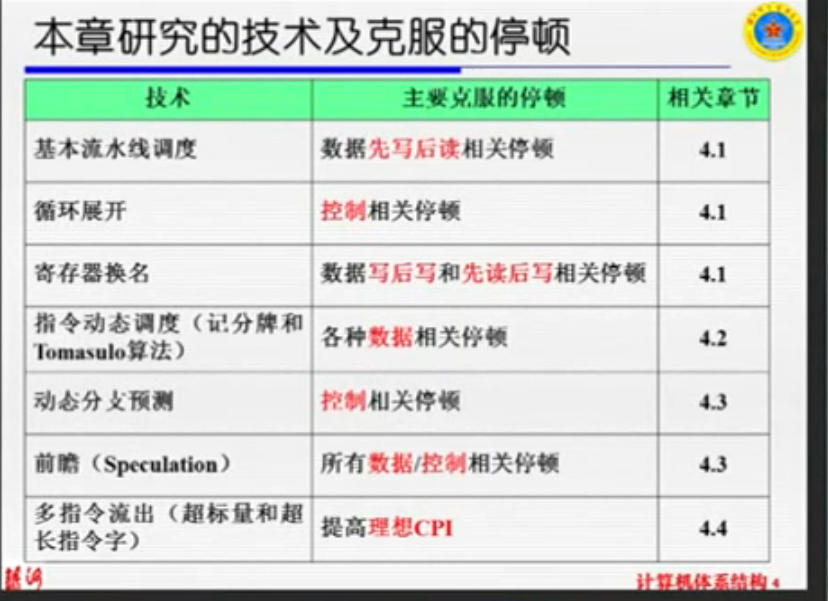 本章研究的技术及克服的停顿
技术 主要克服的停顿 相关章节
基本流水线调度 数据先写后读相关停顿 4.1
循环展开 控制相关停顿 4.1
寄存器换名 数据写后写和先读后写相关停顿 4.1
指令动态调度（记分牌和
Tomasulo算法） 各种数据相关停顿 4.2
动态分支预测 控制相关停顿 4.3
前瞻（Speculation） 所有数据/控制相关停顿 4.3
多指令流出（超标量和超
长指令字） 提高理想CPI 4.4
计算机体系结构 4